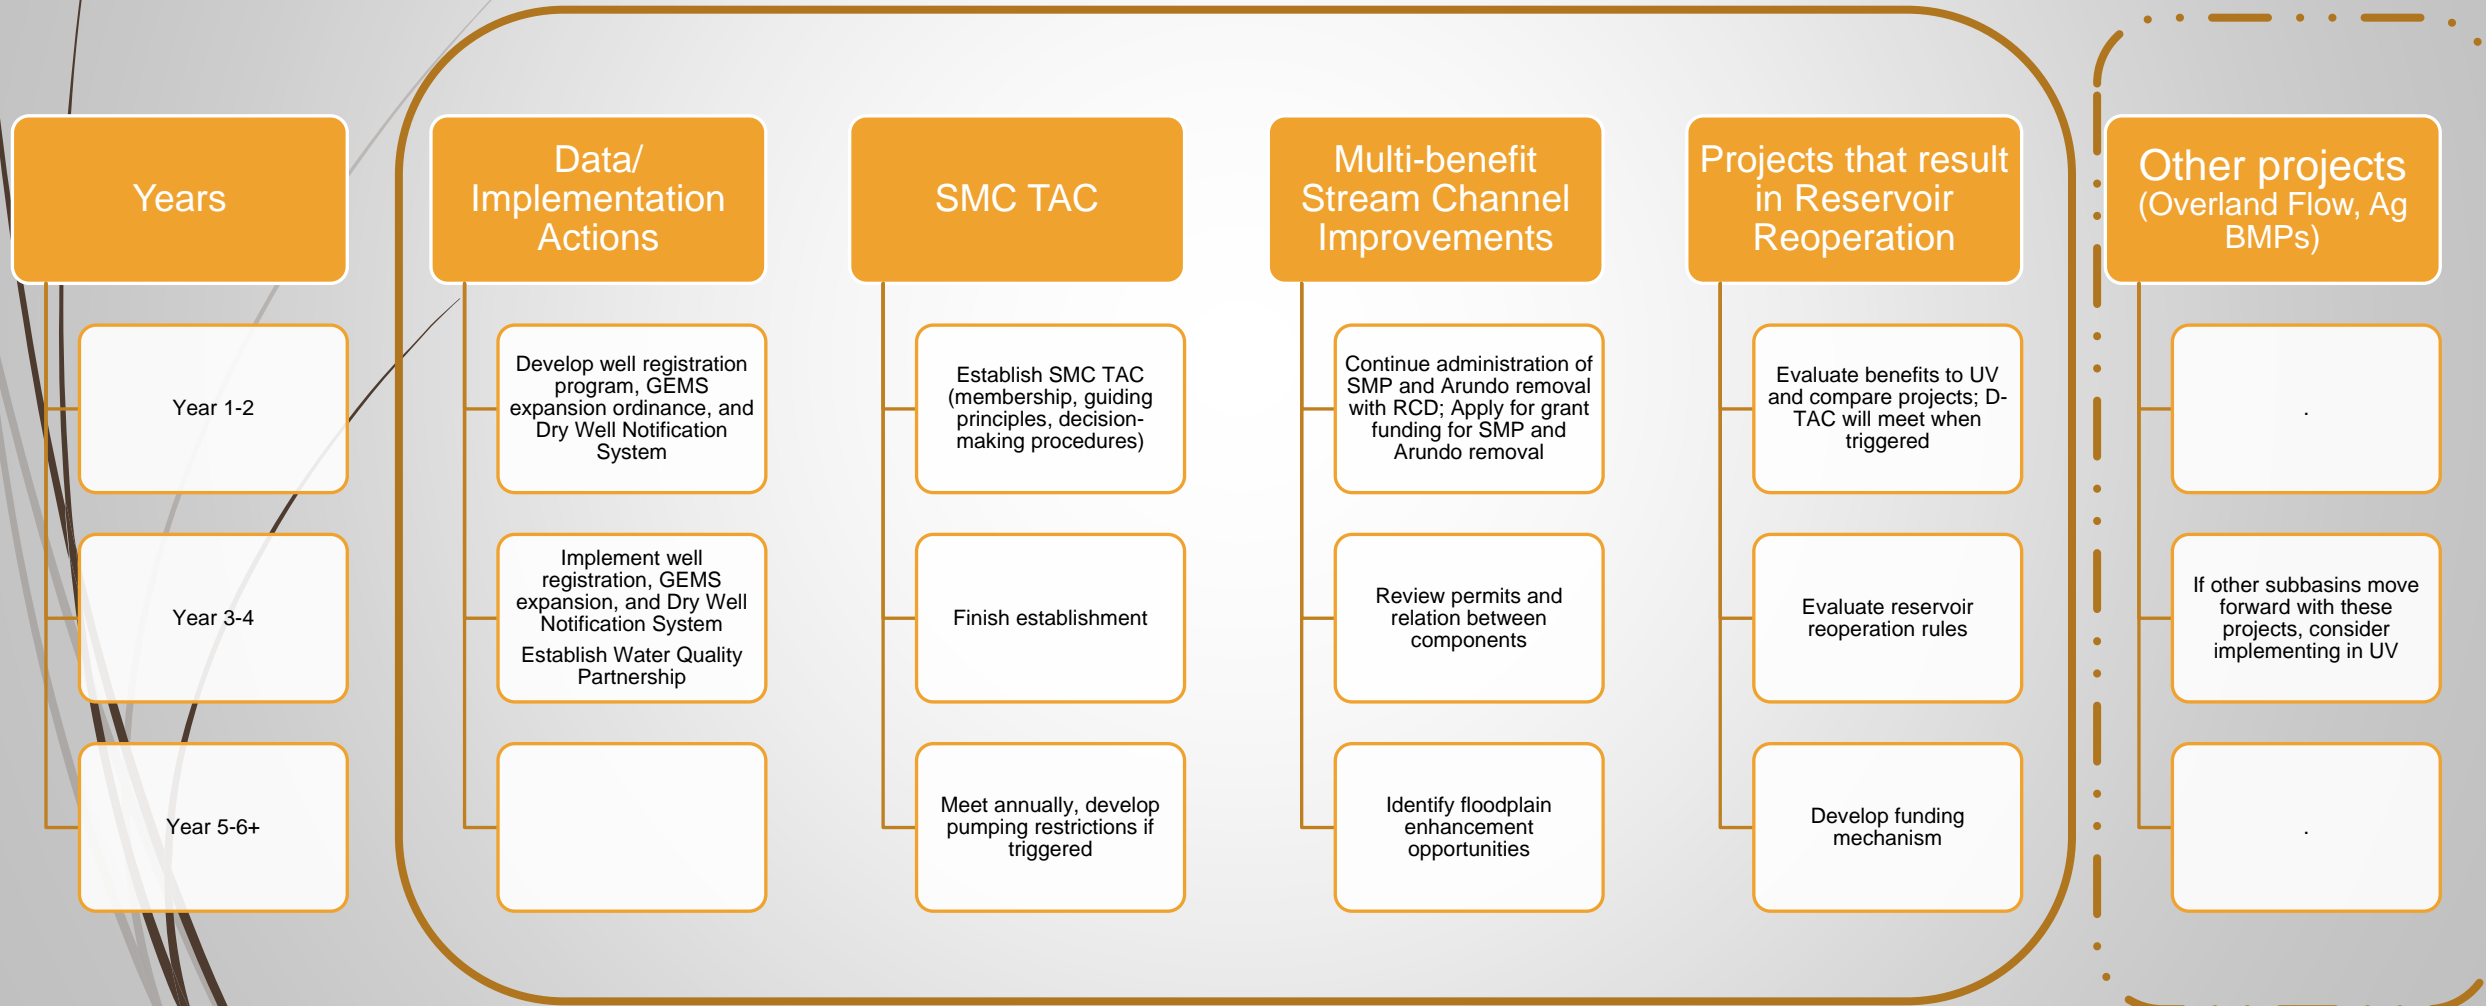 Years
Year 1-2
Year 3-4
Year 5-6+
Data/
Implementation
Actions
Develop well registration
program, GEMS
expansion ordinance, and
Dry Well Notification
System
Implement well
registration, GEMS
expansion, and Dry Well
Notification System
Establish Water Quality
Partnership
SMC TAC
Establish SMC TAC
(membership, guiding
principles, decision-
making procedures)
Finish establishment
Meet annually, develop
pumping restrictions if
triggered
Multi-benefit
Stream Channel
Improvements
Continue administration of
SMP and Arundo removal
with RCD; Apply for grant
funding for SMP and
Arundo removal
Review permits and
relation between
components
Identify floodplain
enhancement
opportunities
Projects that result
in Reservoir
Reoperation
Evaluate benefits to UV
and compare projects; D-
TAC will meet when
triggered
Evaluate reservoir
reoperation rules
Develop funding
mechanism
Other projects
(Overland Flow, Ag
BMPs)
.
If other subbasins move
forward with these
projects, consider
implementing in UV
.